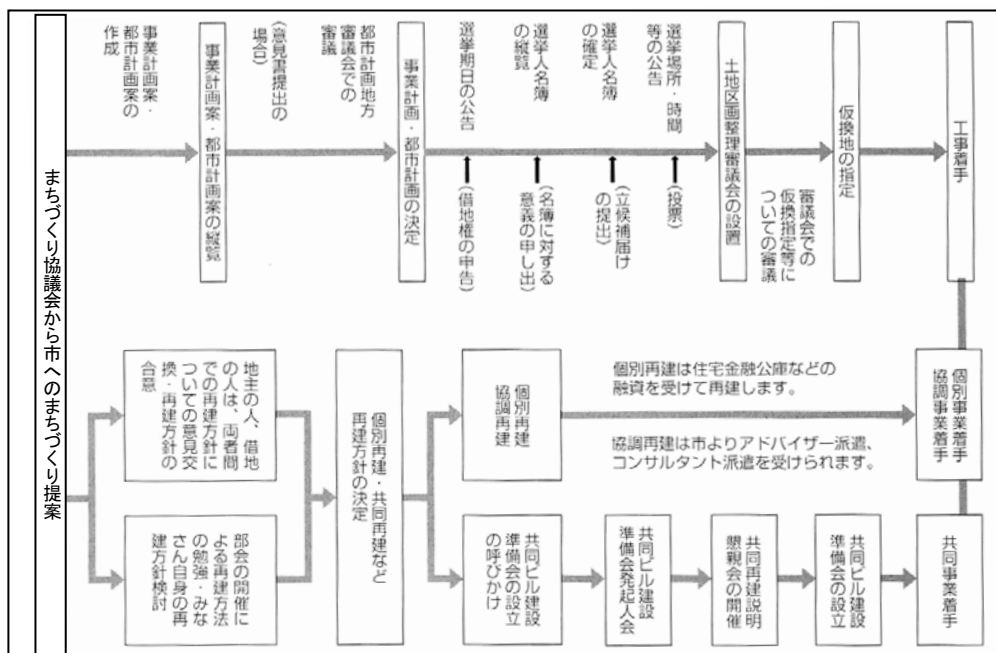 まちづくり協議会から市へのまちづくり提案
事業計画案・
都市計画案の
作成
事業計画案・都市計画案の縦覧
(意見書提出の
場合)
都市計画地方
審議会での
審議
事業計画・都市計画の決定
選挙期日の公告
(借地権の申告)
選挙人名簿
の縦覧
(名簿に対する
意義の申し出)
選挙人名簿
の確定
(立候補届け
の提出)
選挙場所・時間
等の公告
(投票)
土地区画整理審議会の設置
審議会での
仮換指定等に
ついての審議
仮換地の指定
工事着手
地主の人、借地
の人は、両者間
での再建方針に
ついての意見交
換・再建方針の
合意
部会の開催に
よる再建方法
の勉強・みな
さん自身の再
建方針検討
個別再建・共同再建など
再建方針の決定
個別再建
協調再建
個別再建は住宅金融公庫などの
融資を受けて再建します。
協調再建は市よりアドバイザー派遣、
コンサルタント派遣を受けられます。
個別事業着手
協調事業着手
共同ビル建設
準備会の設立
の呼びかけ
共同ビル建設
準備会発起人会
共同再建説明
懇親会の開催
共同ビル建設
準備会の設立
共同事業着手